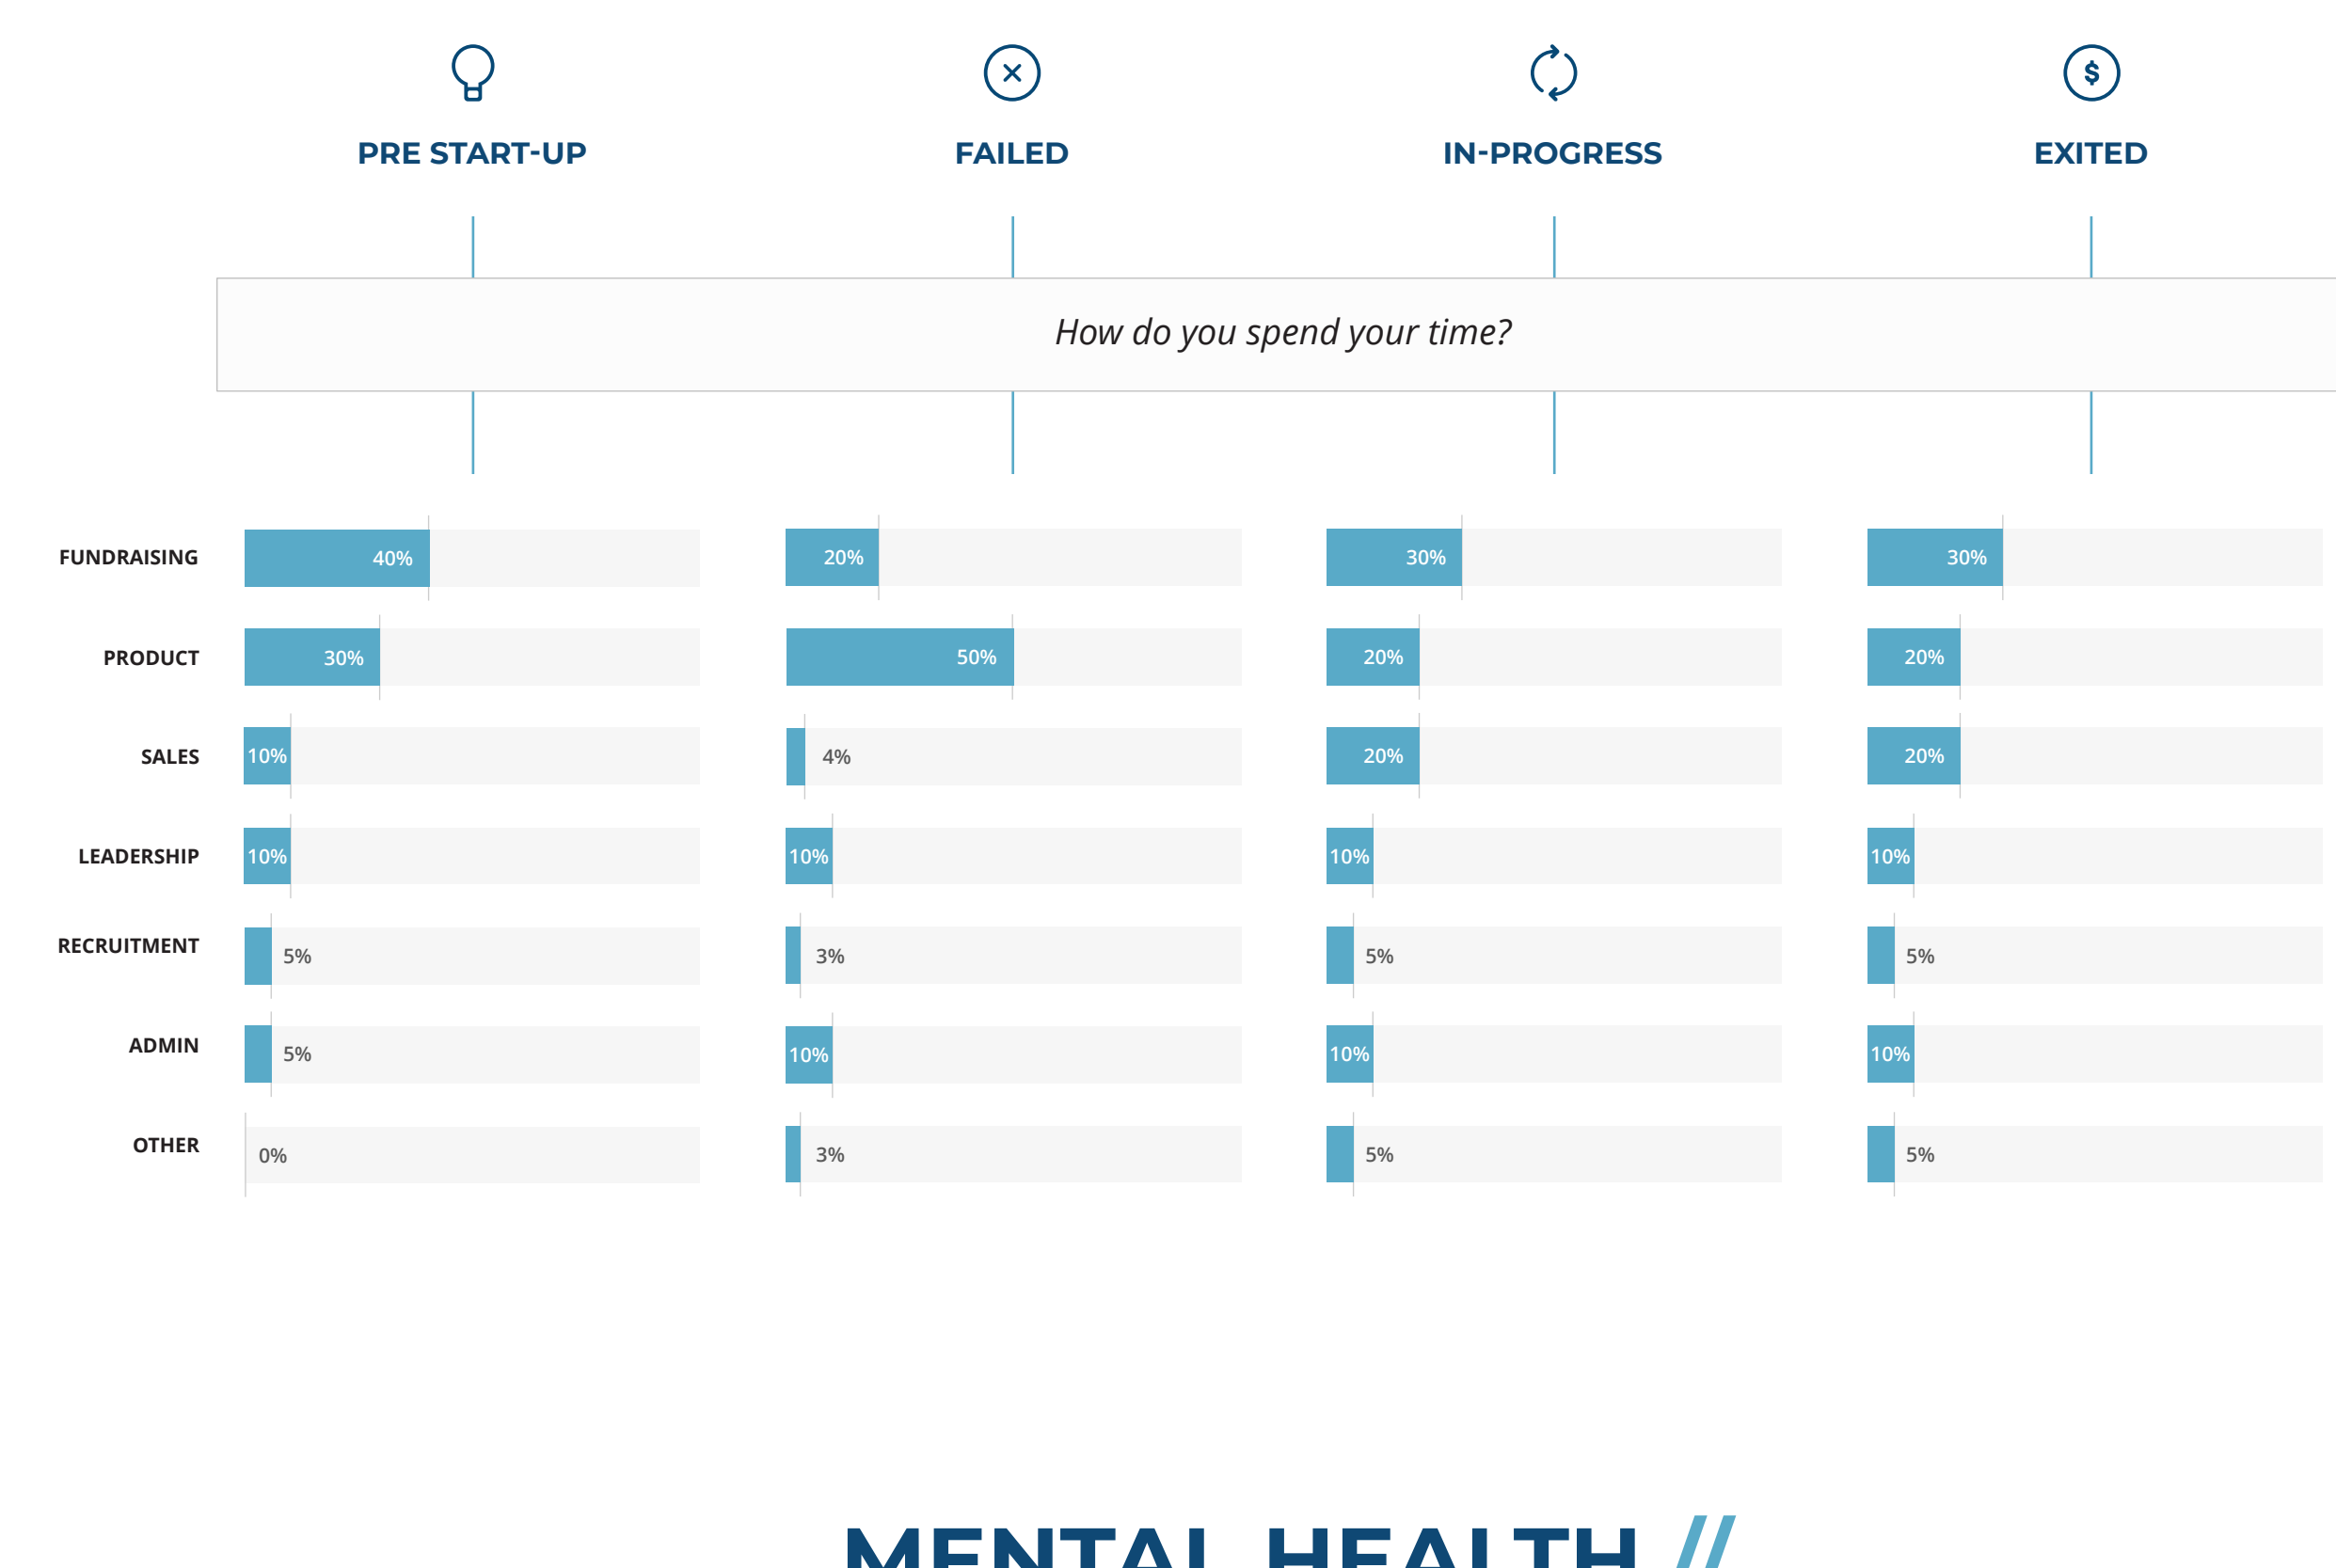 PRE START-UP FAILED IN-PROGRESS EXITED
How do you spend your time?
FUNDRAISING 40% 20% 30% 30%
PRODUCT 30% 50% 20% 20%
SALES 10% 4% 20% 20%
LEADERSHIP 10% 10% 10% 10%
RECRUITMENT 5% 3% 5% 5%
ADMIN 5% 10% 10% 10%
OTHER 0% 3% 5% 5%
MENTAL HEALTH //